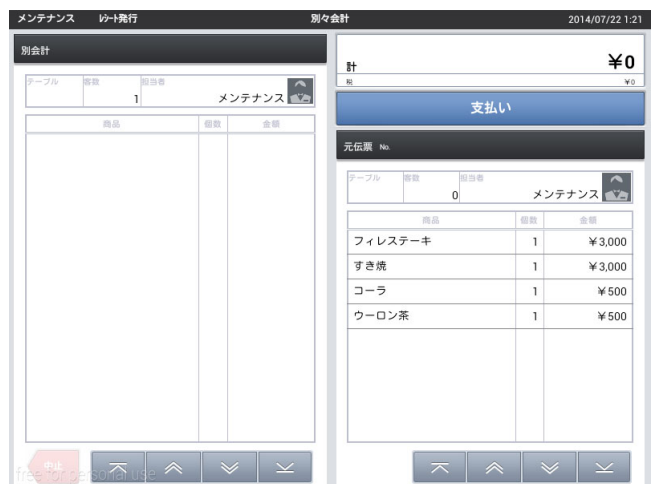 メンテナンス ﾚｼｰﾄ発行 別々会計 2014/07/22 1:21
別会計
テーブル 客数 担当者
1 メンテナンス
商品 個数 金額
中止
計 ¥0
税 ¥0
支払い
元伝票 No.
テーブル 客数 担当者
0 メンテナンス
商品 個数 金額
フィレステーキ 1 ¥3,000
すき焼 1 ¥3,000
コーラ 1 ¥500
ウーロン茶 1 ¥500
free for personal use